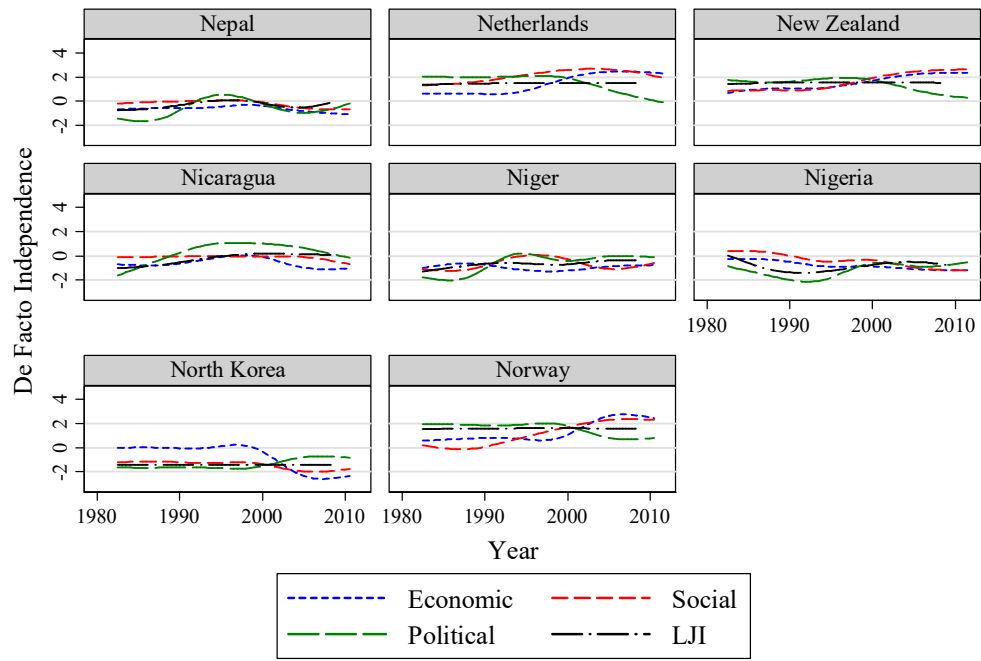 Nepal Netherlands New Zealand
4
2
0
-2
Nicaragua Niger Nigeria
4
2
0
-2
1980 1990 2000 2010
North Korea Norway
4
2
0
-2
1980 1990 2000 2010 1980 1990 2000 2010
De Facto Independence
Year
Economic Social
Political LJI